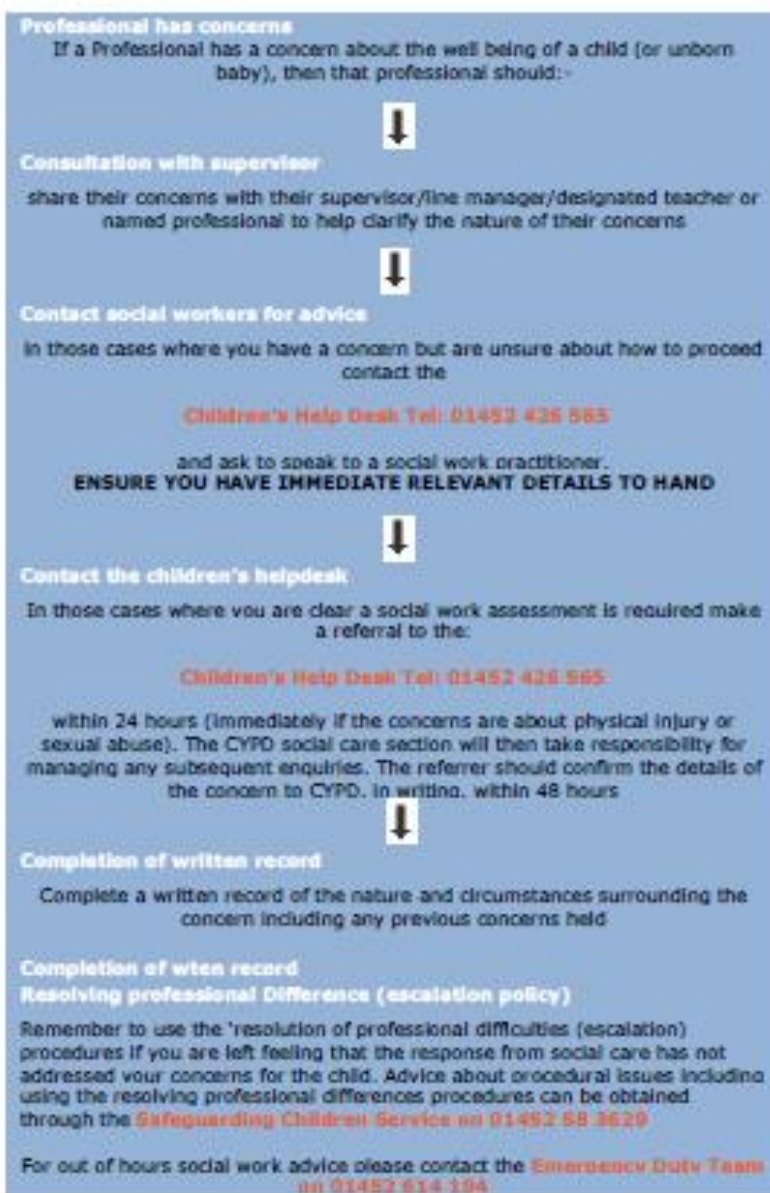 Professional has concerns
If a Professional has a concern about the well being of a child (or unborn
baby), then that professional should:-
Consultation with supervisor
share their concerns with their supervisor/line manager/designated teacher or
named professional to help clarify the nature of their concerns
Contact social workers for advice
In those cases where you have a concern but are unsure about how to proceed
contact the
Children's Help Desk Tel: 01452 426 565
and ask to speak to a social work practitioner.
ENSURE YOU HAVE IMMEDIATE RELEVANT DETAILS TO HAND
Contact the children's helpdesk
In those cases where you are clear a social work assessment is required make
a referral to the:
Children's Help Desk Tel: 01452 426 565
within 24 hours (immediately if the concerns are about physical injury or
sexual abuse). The CYPD social care section will then take responsibility for
managing any subsequent enquiries. The referrer should confirm the details of
the concern to CYPD, in writing, within 48 hours
Completion of written record
Complete a written record of the nature and circumstances surrounding the
concern including any previous concerns held
Completion of wten record
Resolving professional Difference (escalation policy)
Remember to use the 'resolution of professional difficulties (escalation)
procedures if you are left feeling that the response from social care has not
addressed your concerns for the child. Advice about procedural issues including
using the resolving professional differences procedures can be obtained
through the Safeguarding Children Service on 01452 58 3629
For out of hours social work advice please contact the Emergency Duty Team
on 01452 614 194